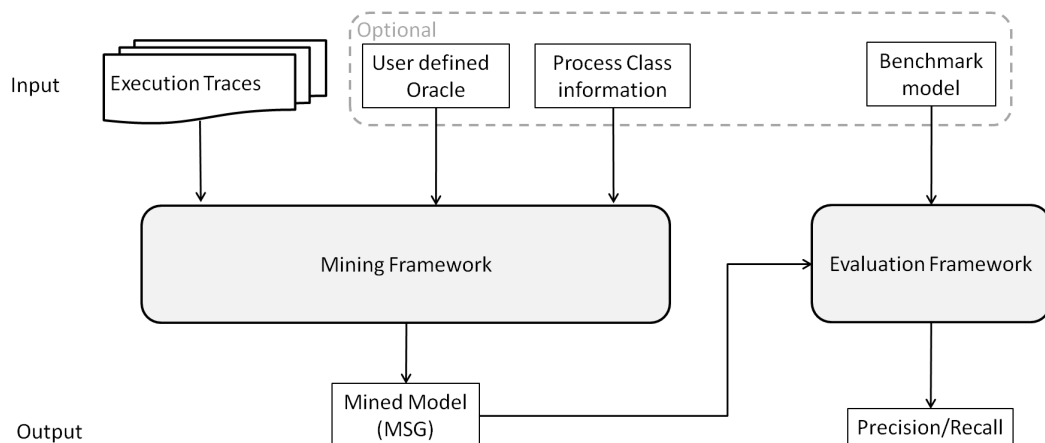 Optional
Input
Execution Traces
User defined
Oracle
Process Class
information
Benchmark
model
Mining Framework
Evaluation Framework
Mined Model
(MSG)
Output
Precision/Recall